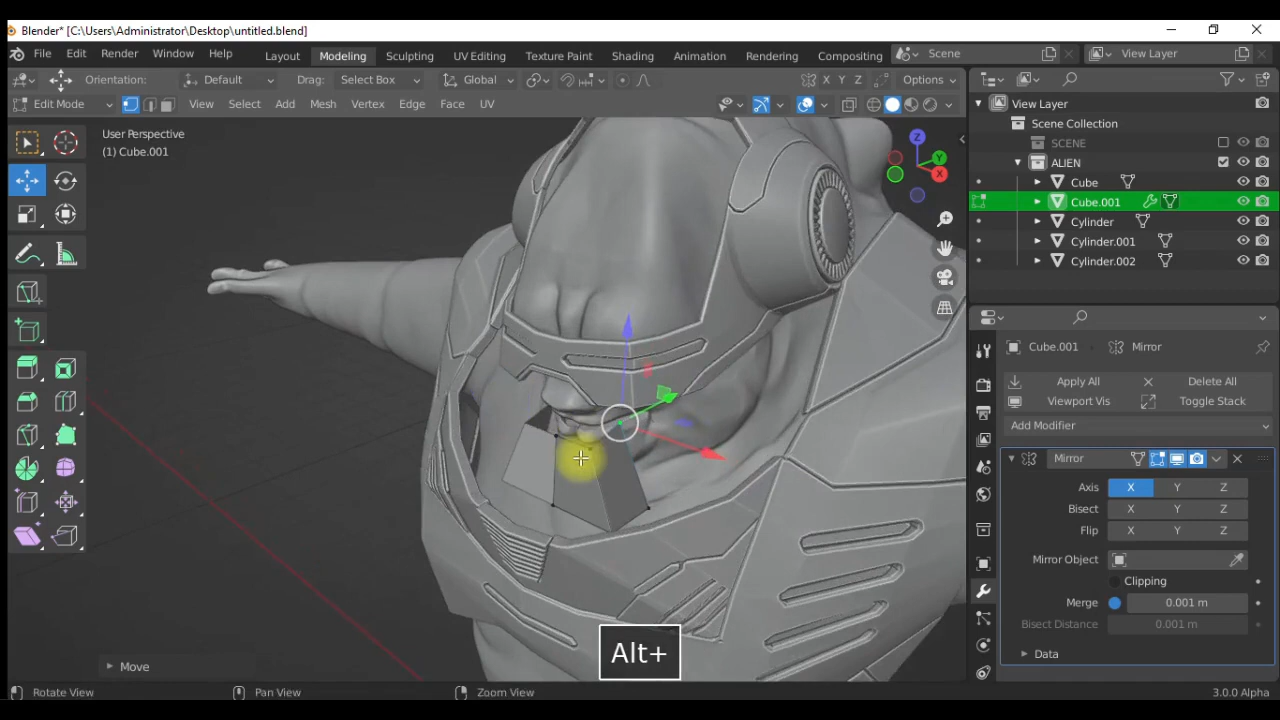 Blender* [C:\Users\Administrator\Desktop\untitled.blend]
File Edit Render Window Help
Layout Modeling Sculpting UV Editing Texture Paint Shading Animation Rendering Compositing
Scene
View Layer
Orientation: Default Drag: Select Box Global X Y Z Options
Edit Mode View Select Add Mesh Vertex Edge Face UV
User Perspective
(1) Cube.001
Z
Y
X
View Layer
Scene Collection
SCENE
ALIEN
Cube
Cube.001
Cylinder
Cylinder.001
Cylinder.002
Cube.001 Mirror
Apply All Delete All
Viewport Vis Toggle Stack
Add Modifier
Mirror
Axis X Y Z
Bisect X Y Z
Flip X Y Z
Mirror Object
Clipping
Merge 0.001 m
Bisect Distance 0.001 m
Data
Alt+
Move
Rotate View Pan View Zoom View
3.0.0 Alpha